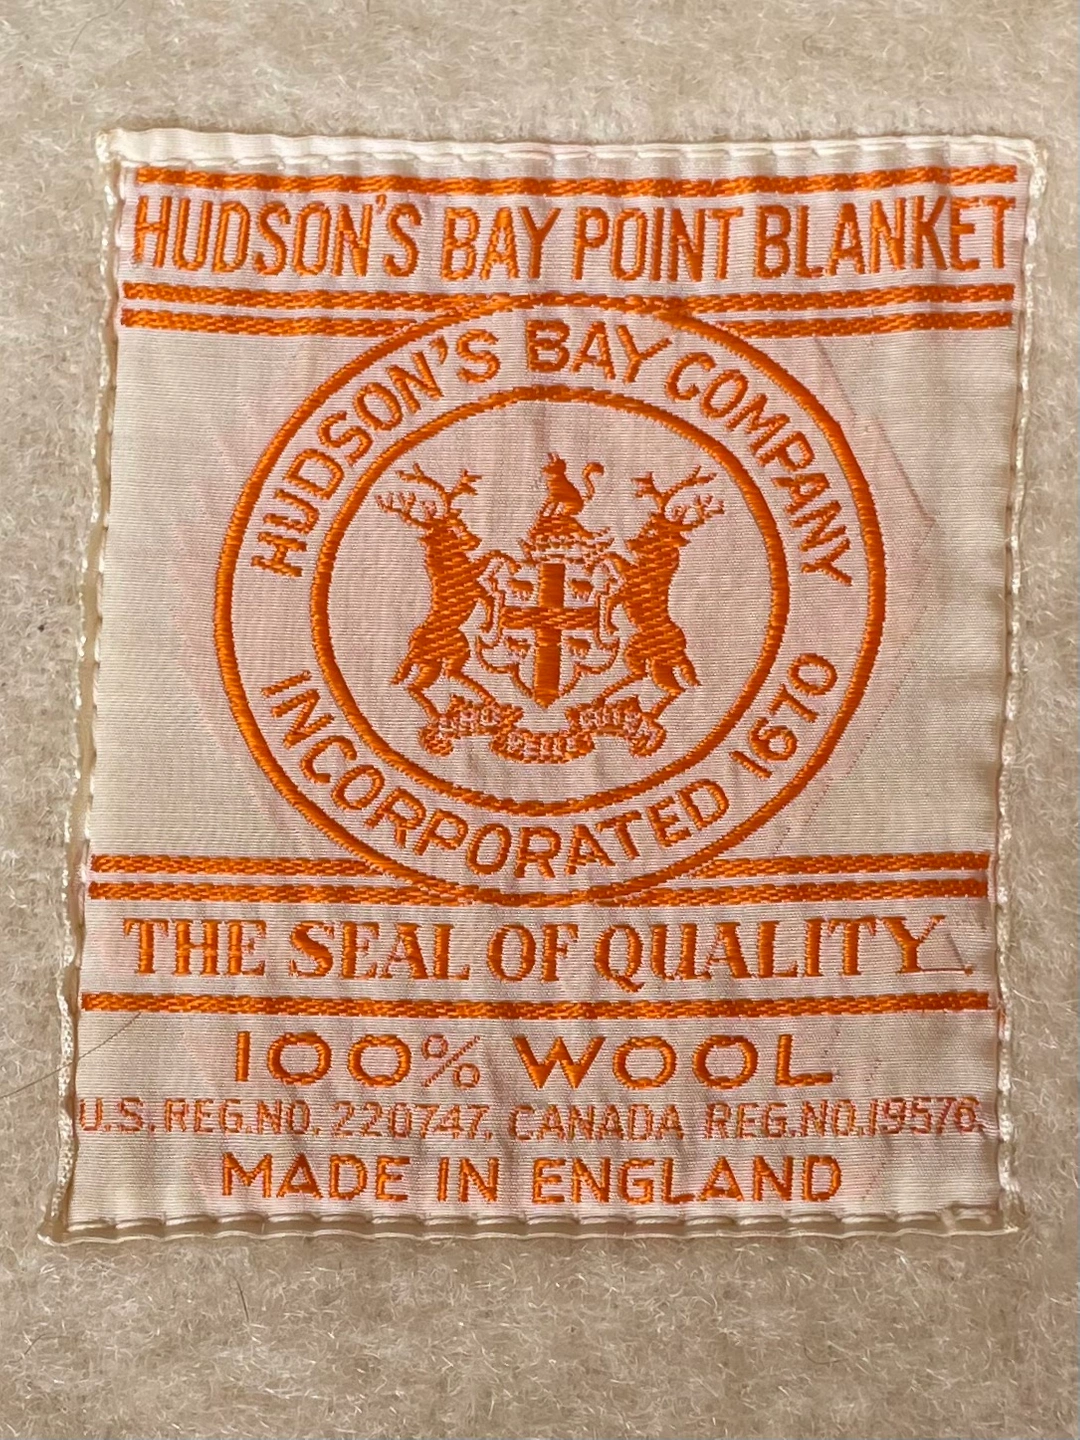 HUDSON'S BAY POINT BLANKET
HUDSON'S BAY COMPANY
INCORPORATED 1670
THE SEAL OF QUALITY.
100% WOOL
U.S. REG.NO. 220747. CANADA REG.NO.19576.
MADE IN ENGLAND